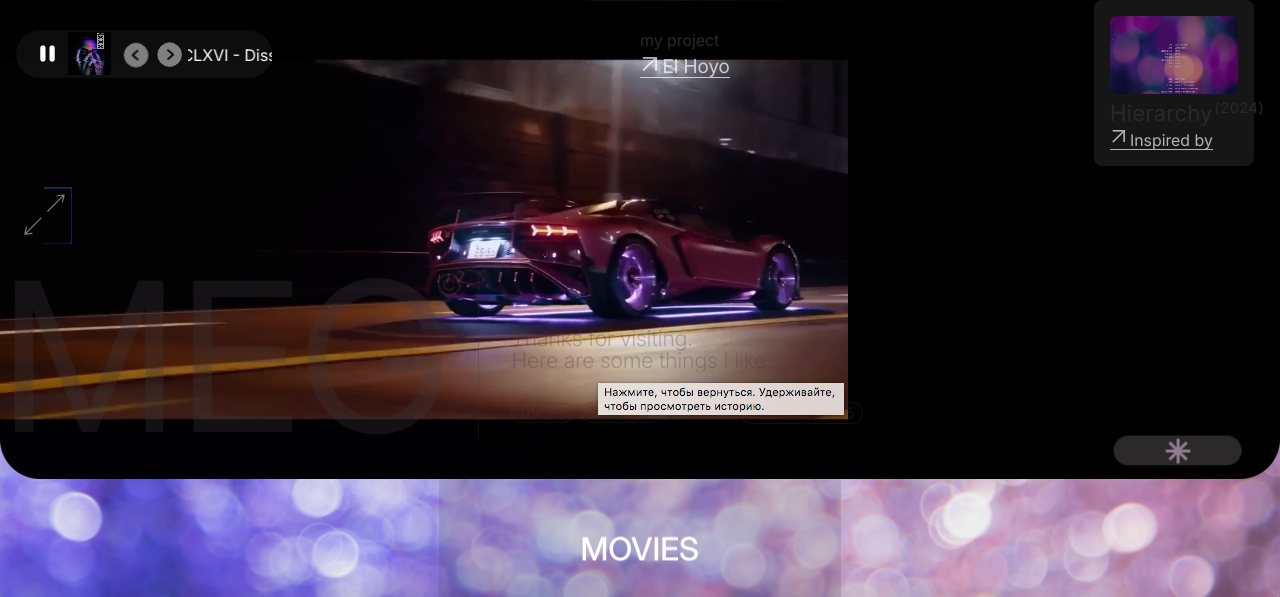 CLXVI - Diss
my project
El Hoyo
Hierarchy (2024)
Inspired by
MEG
Thanks for visiting.
Here are some things I like.
Нажмите, чтобы вернуться. Удерживайте,
чтобы просмотреть историю.
MOVIES